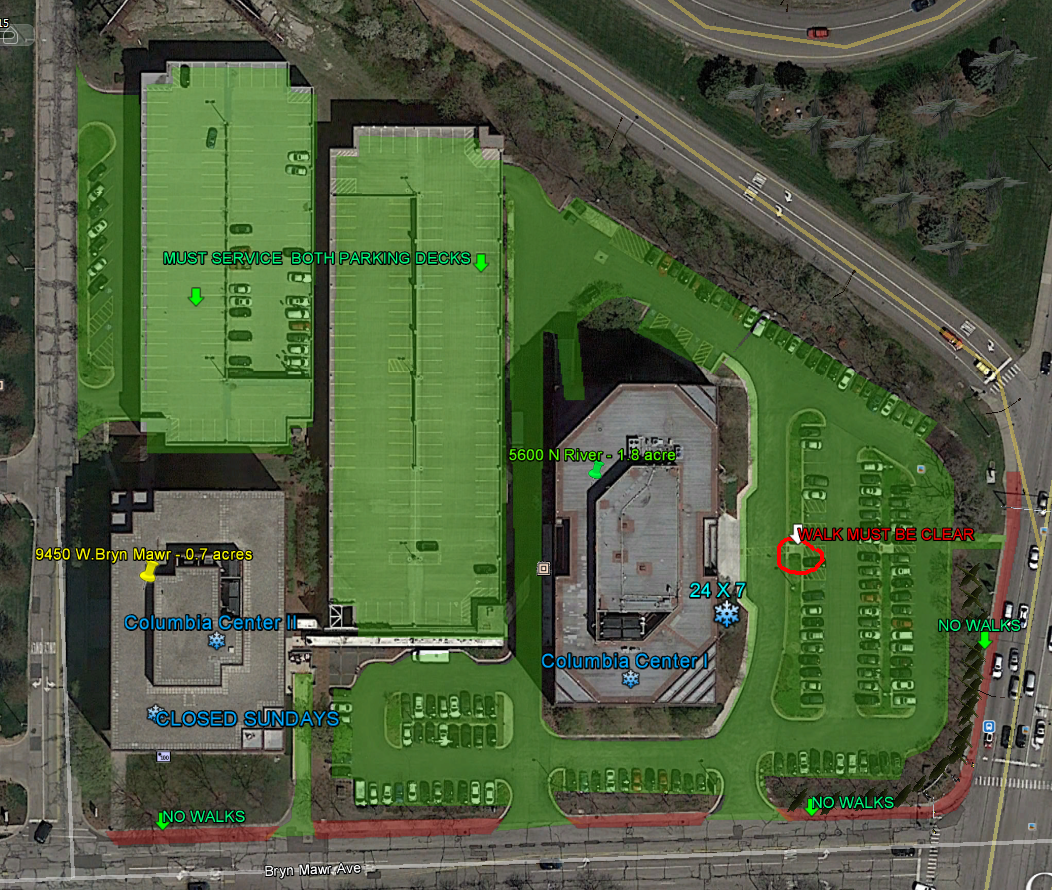 15
MUST SERVICE BOTH PARKING DECKS
5600 N River - 1.8 acre
WALK MUST BE CLEAR
9450 W.Bryn Mawr - 0.7 acres
24 X 7
Columbia Center II
NO WALKS
Columbia Center I
CLOSED SUNDAYS
NO WALKS
NO WALKS
Bryn Mawr Ave